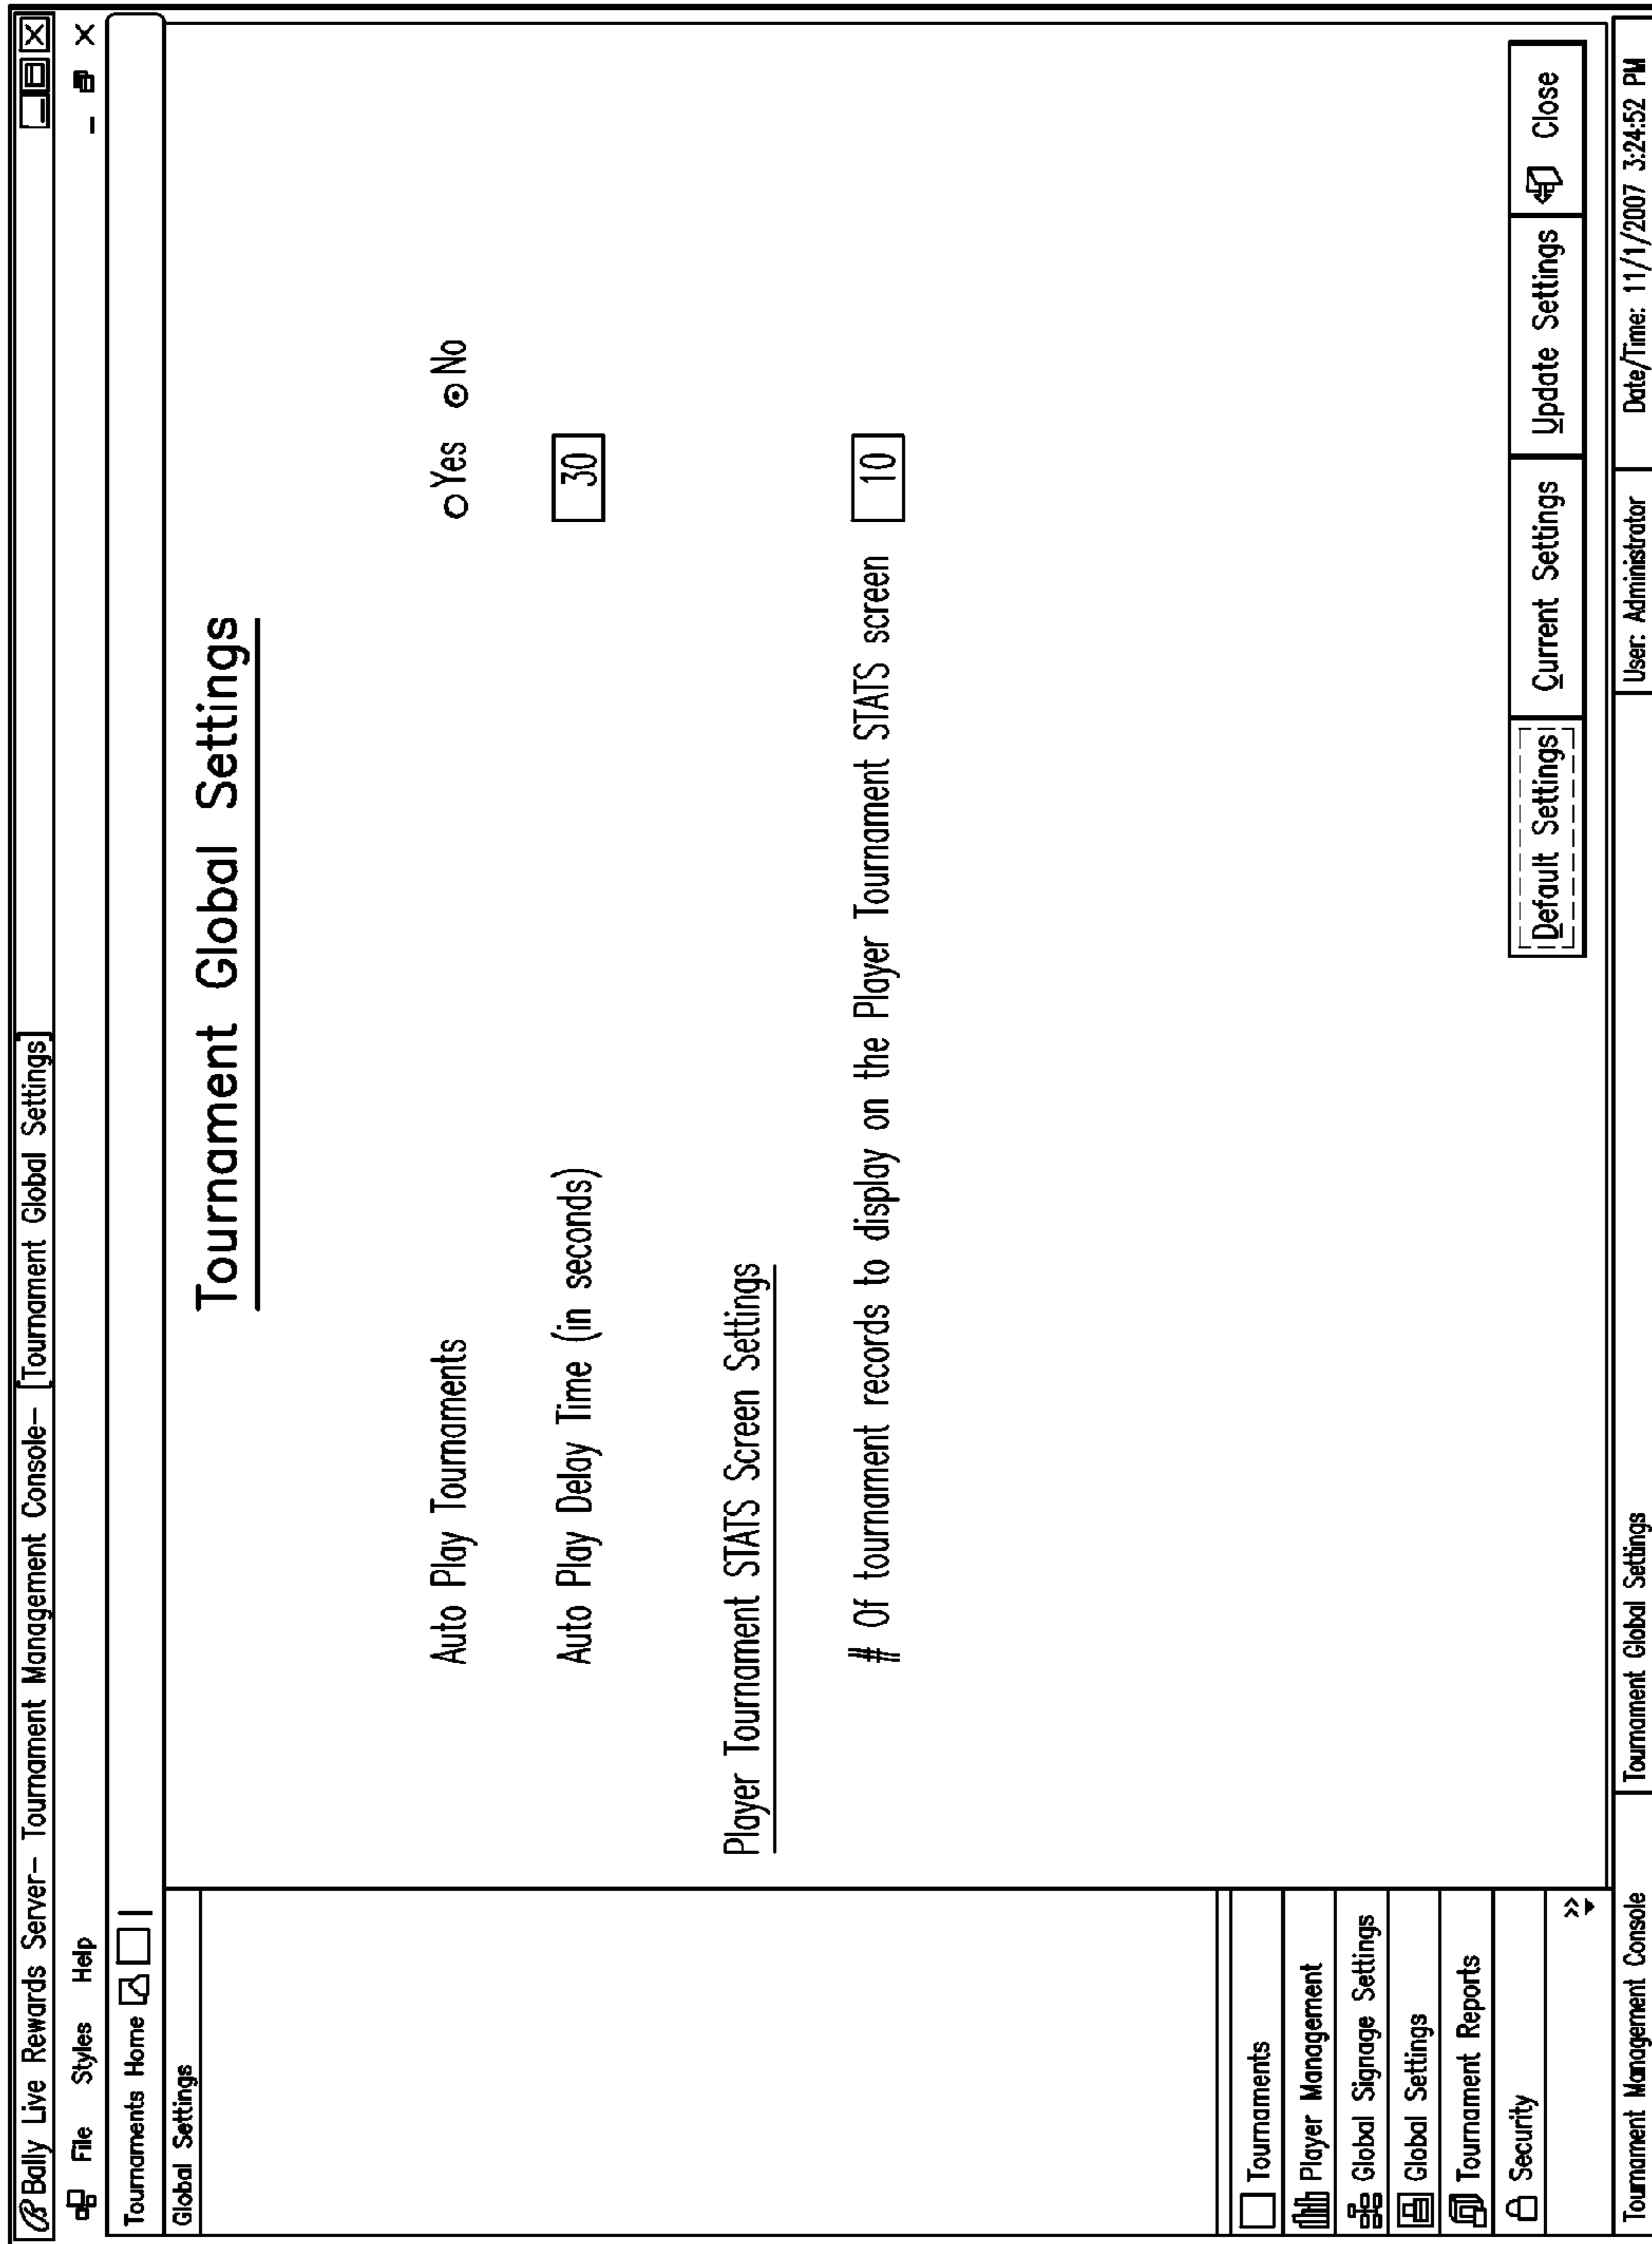 Bally Live Rewards Server– Tournament Management Console– [Tournament Global Settings]
File Styles Help
Tournaments Home
Global Settings
Tournament Global Settings
Auto Play Tournaments Yes No
Auto Play Delay Time (in seconds) 30
Player Tournament STATS Screen Settings
# Of tournament records to display on the Player Tournament STATS screen 10
Tournaments
Player Management
Global Signage Settings
Global Settings
Tournament Reports
Security
Default Settings Current Settings Update Settings Close
Tournament Management Console Tournament Global Settings User: Administrator Date/Time: 11/1/2007 3:24:52 PM